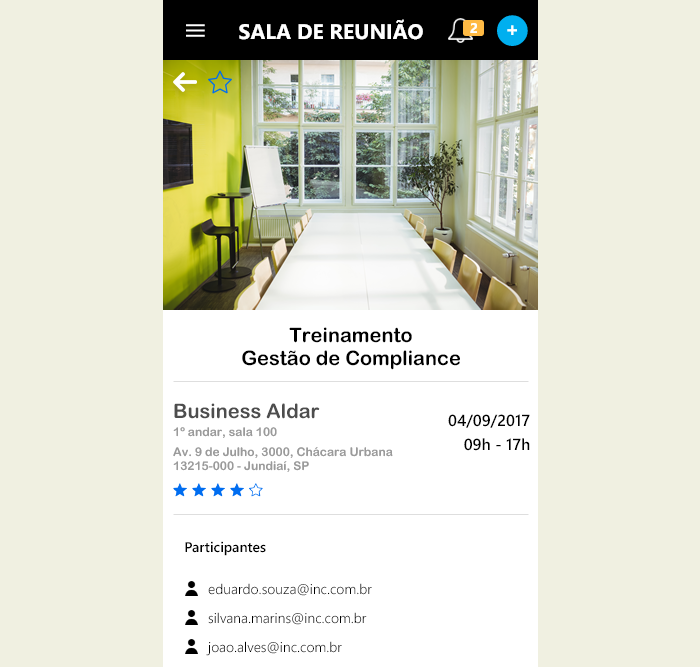 SALA DE REUNIÃO
2
+
Treinamento
Gestão de Compliance
Business Aldar
1º andar, sala 100
Av. 9 de Julho, 3000, Chácara Urbana
13215-000 - Jundiaí, SP
04/09/2017
09h - 17h
Participantes
eduardo.souza@inc.com.br
silvana.marins@inc.com.br
joao.alves@inc.com.br